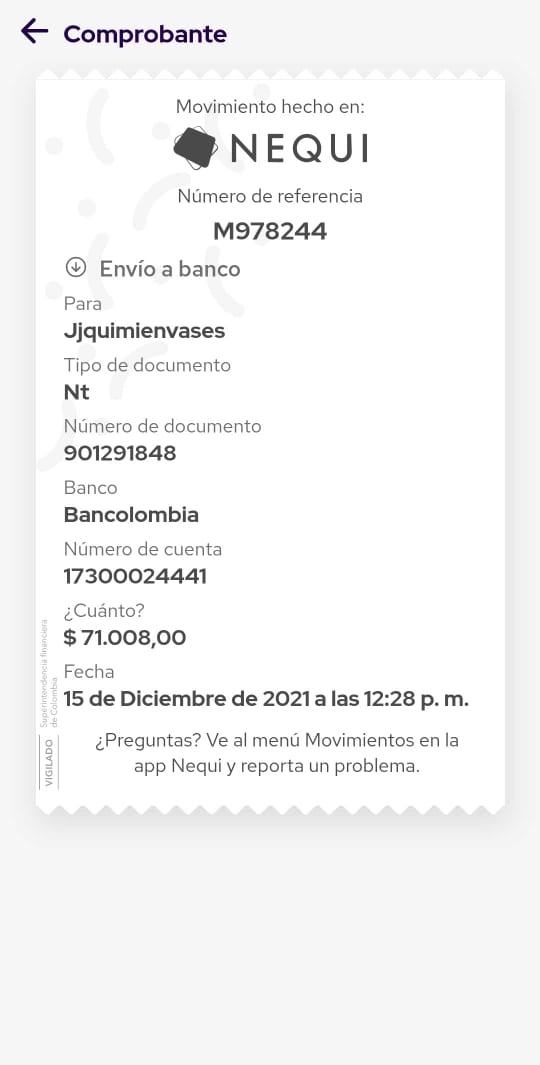 Comprobante
Movimiento hecho en:
NEQUI
Número de referencia
M978244
Envío a banco
Para
Jjquimienvases
Tipo de documento
Nt
Número de documento
901291848
Banco
Bancolombia
Número de cuenta
17300024441
¿Cuánto?
$ 71.008,00
Fecha
15 de Diciembre de 2021 a las 12:28 p. m.
¿Preguntas? Ve al menú Movimientos en la
app Nequi y reporta un problema.
VIGILADO
Superintendencia financiera
de Colombia